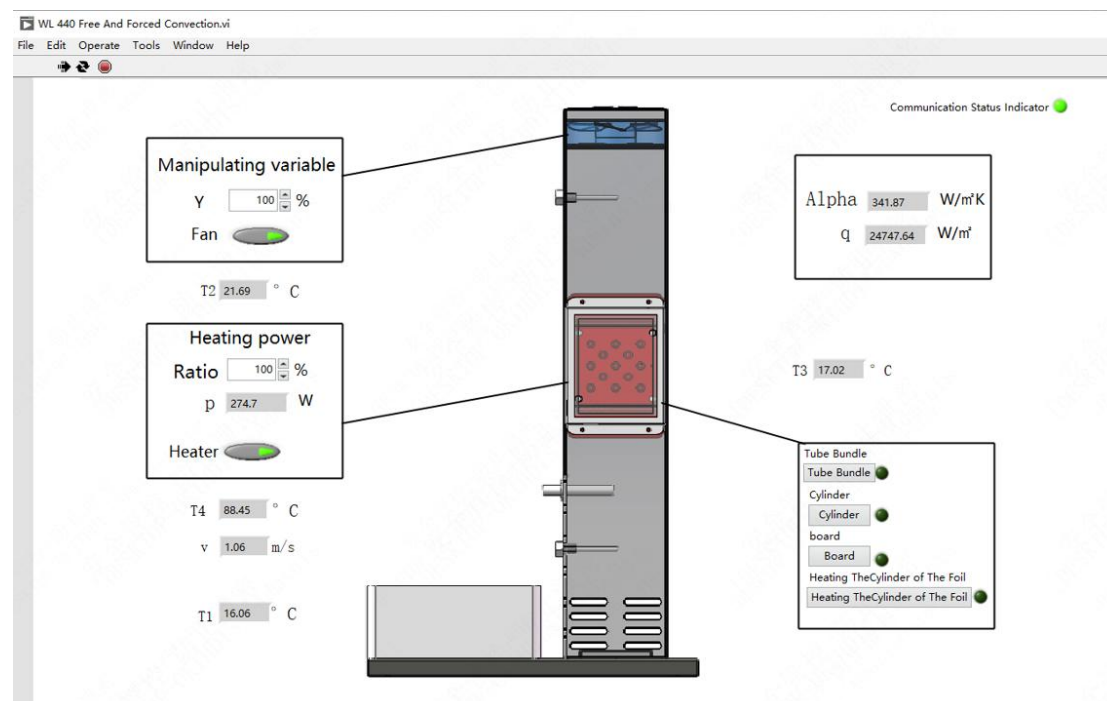 WL 440 Free And Forced Convection.vi
File Edit Operate Tools Window Help
Communication Status Indicator
Manipulating variable
Y 100 %
Fan
T2 21.69 ° C
Heating power
Ratio 100 %
p 274.7 W
Heater
T4 88.45 ° C
v 1.06 m/s
T1 16.06 ° C
Alpha 341.87 W/㎡K
q 24747.64 W/㎡
T3 17.02 ° C
Tube Bundle
Tube Bundle
Cylinder
Cylinder
board
Board
Heating TheCylinder of The Foil
Heating TheCylinder of The Foil